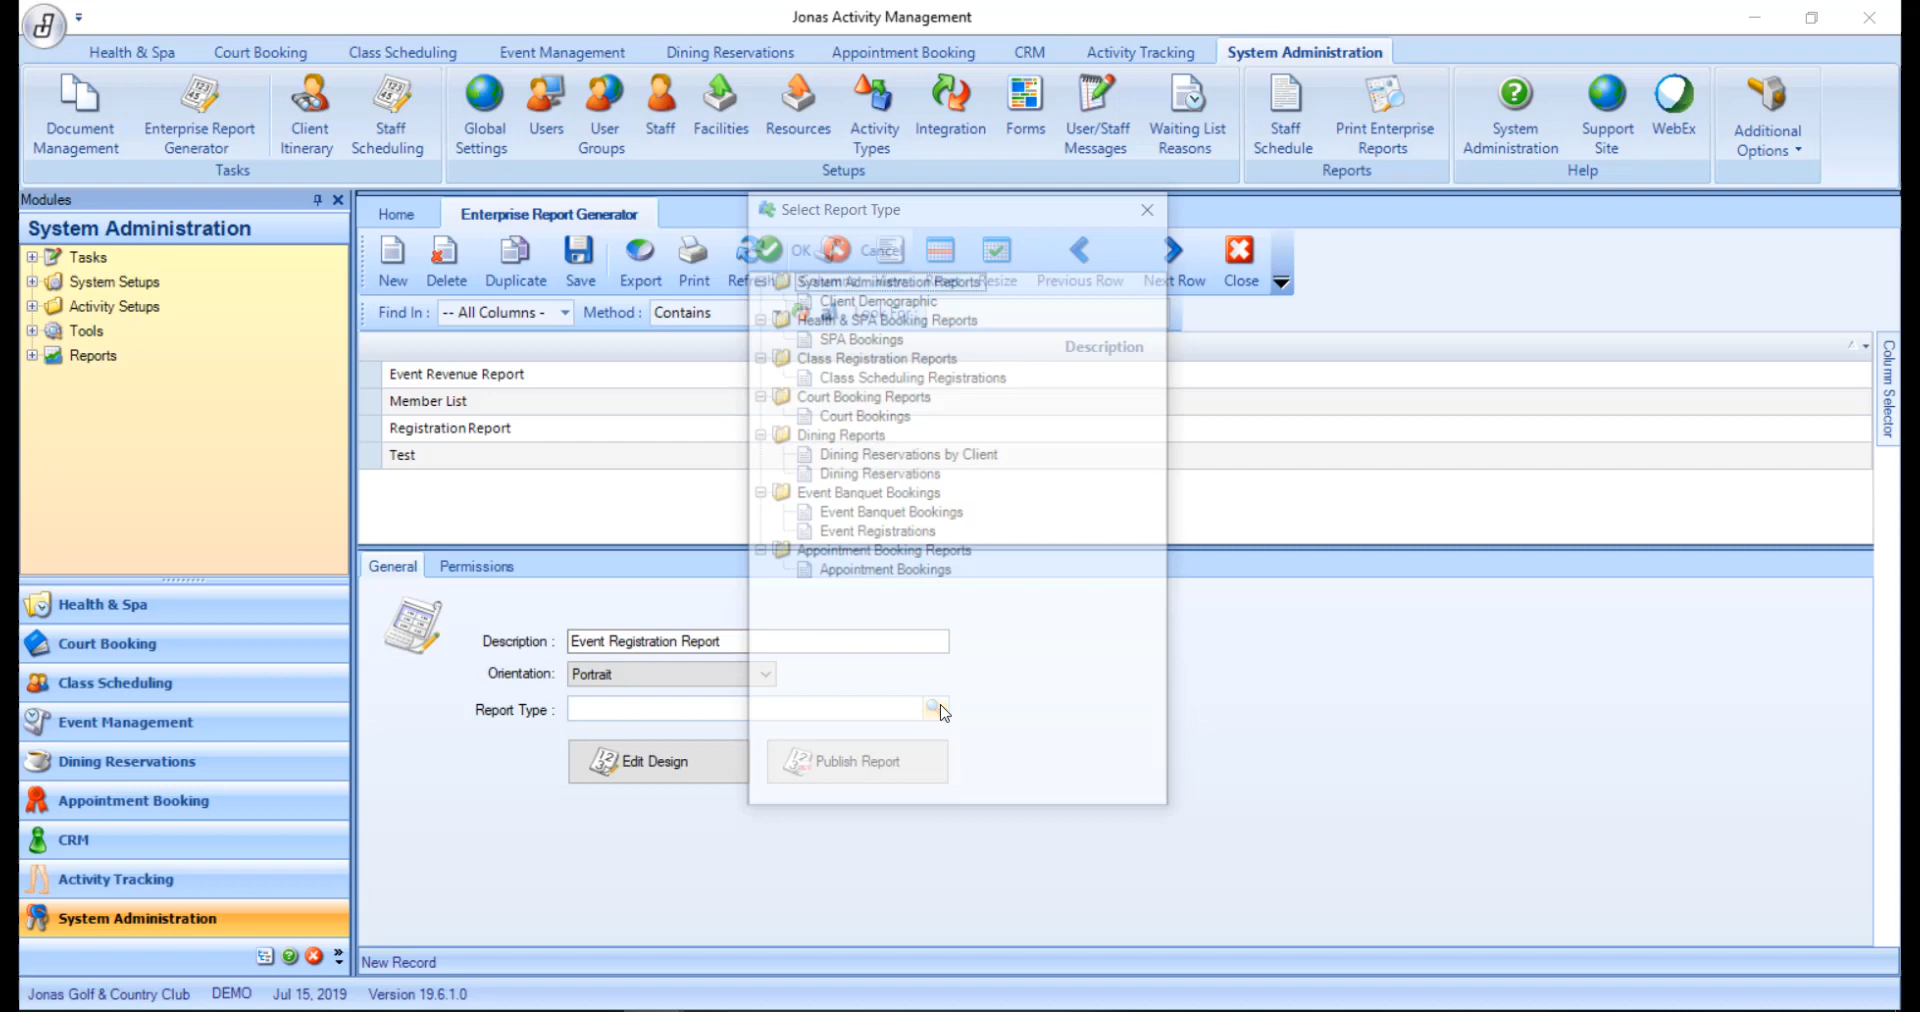 Jonas Activity Management
Health & Spa Court Booking Class Scheduling Event Management Dining Reservations Appointment Booking CRM Activity Tracking System Administration
Document Management
Enterprise Report Generator
Client Itinerary
Staff Scheduling
Global Settings
Users
User Groups
Staff
Facilities
Resources
Activity Types
Integration
Forms
User/Staff Messages
Waiting List Reasons
Staff Schedule
Print Enterprise Reports
System Administration
Support Site
WebEx
Additional Options
Tasks
Setups
Reports
Help
Modules
System Administration
Tasks
System Setups
Activity Setups
Tools
Reports
Health & Spa
Court Booking
Class Scheduling
Event Management
Dining Reservations
Appointment Booking
CRM
Activity Tracking
System Administration
Home Enterprise Report Generator
New Delete Duplicate Save Export Print Refresh Resize Previous Row Next Row Close
Find In : -- All Columns - Method : Contains Look For :
Description
Event Revenue Report
Member List
Registration Report
Test
Column Selector
Select Report Type
OK Cancel
System Administration Reports
Client Demographic
Health & SPA Booking Reports
SPA Bookings
Class Registration Reports
Class Scheduling Registrations
Court Booking Reports
Court Bookings
Dining Reports
Dining Reservations by Client
Dining Reservations
Event Banquet Bookings
Event Banquet Bookings
Event Registrations
Appointment Booking Reports
Appointment Bookings
General Permissions
Description : Event Registration Report
Orientation: Portrait
Report Type :
Edit Design Publish Report
New Record
Jonas Golf & Country Club DEMO Jul 15, 2019 Version 19.6.1.0